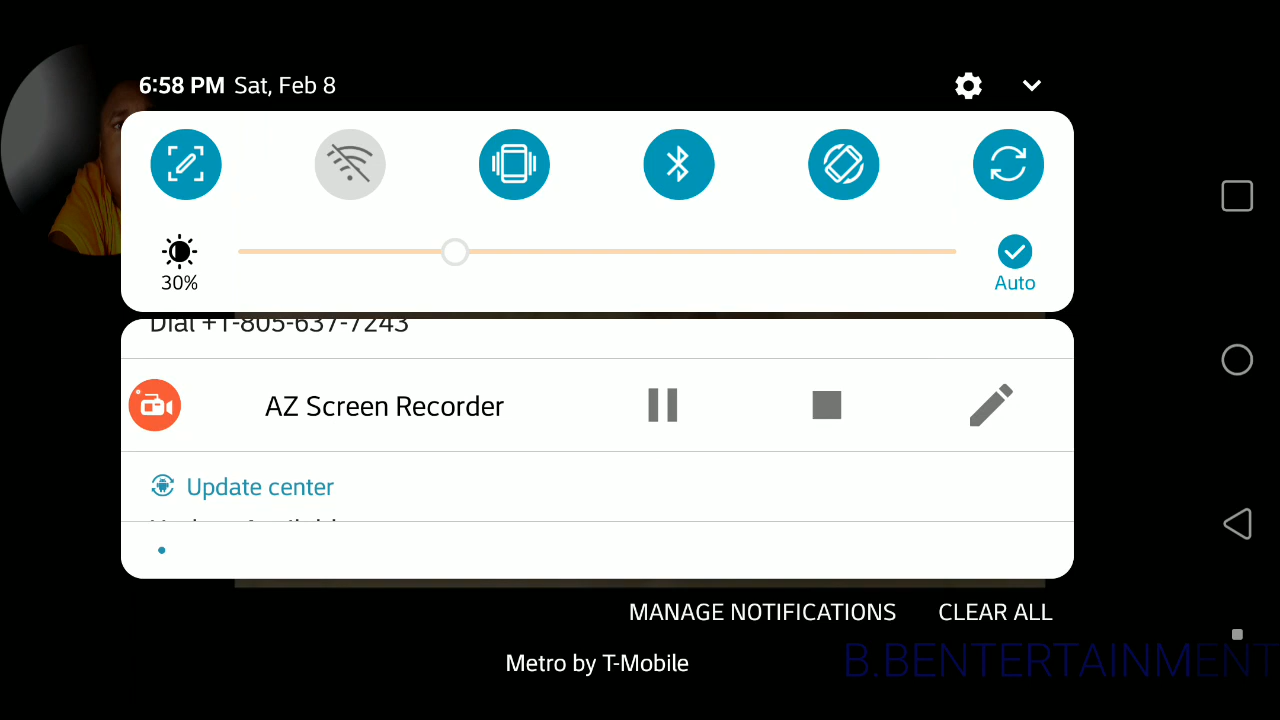 6:58 PM Sat, Feb 8
30%
Auto
Dial +1-805-637-7243
AZ Screen Recorder
Update center
MANAGE NOTIFICATIONS CLEAR ALL
Metro by T-Mobile
B.BENTERTAINMENT